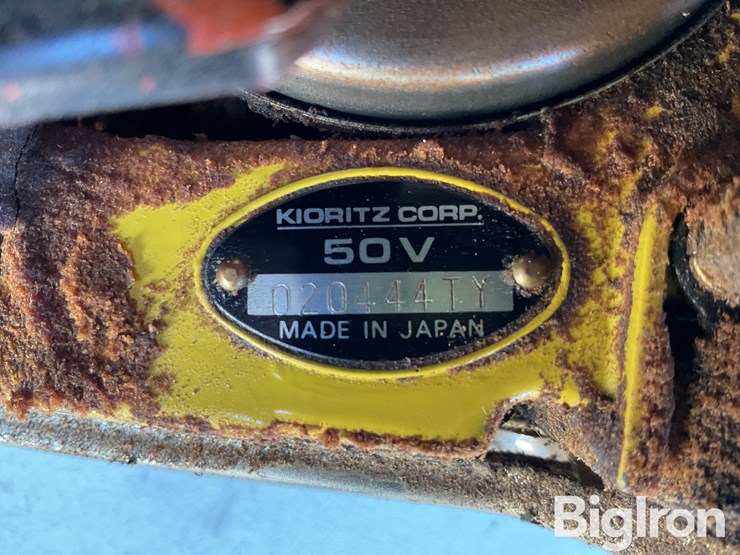 KIORITZ CORP.
50V
020444TY
MADE IN JAPAN
BigIron